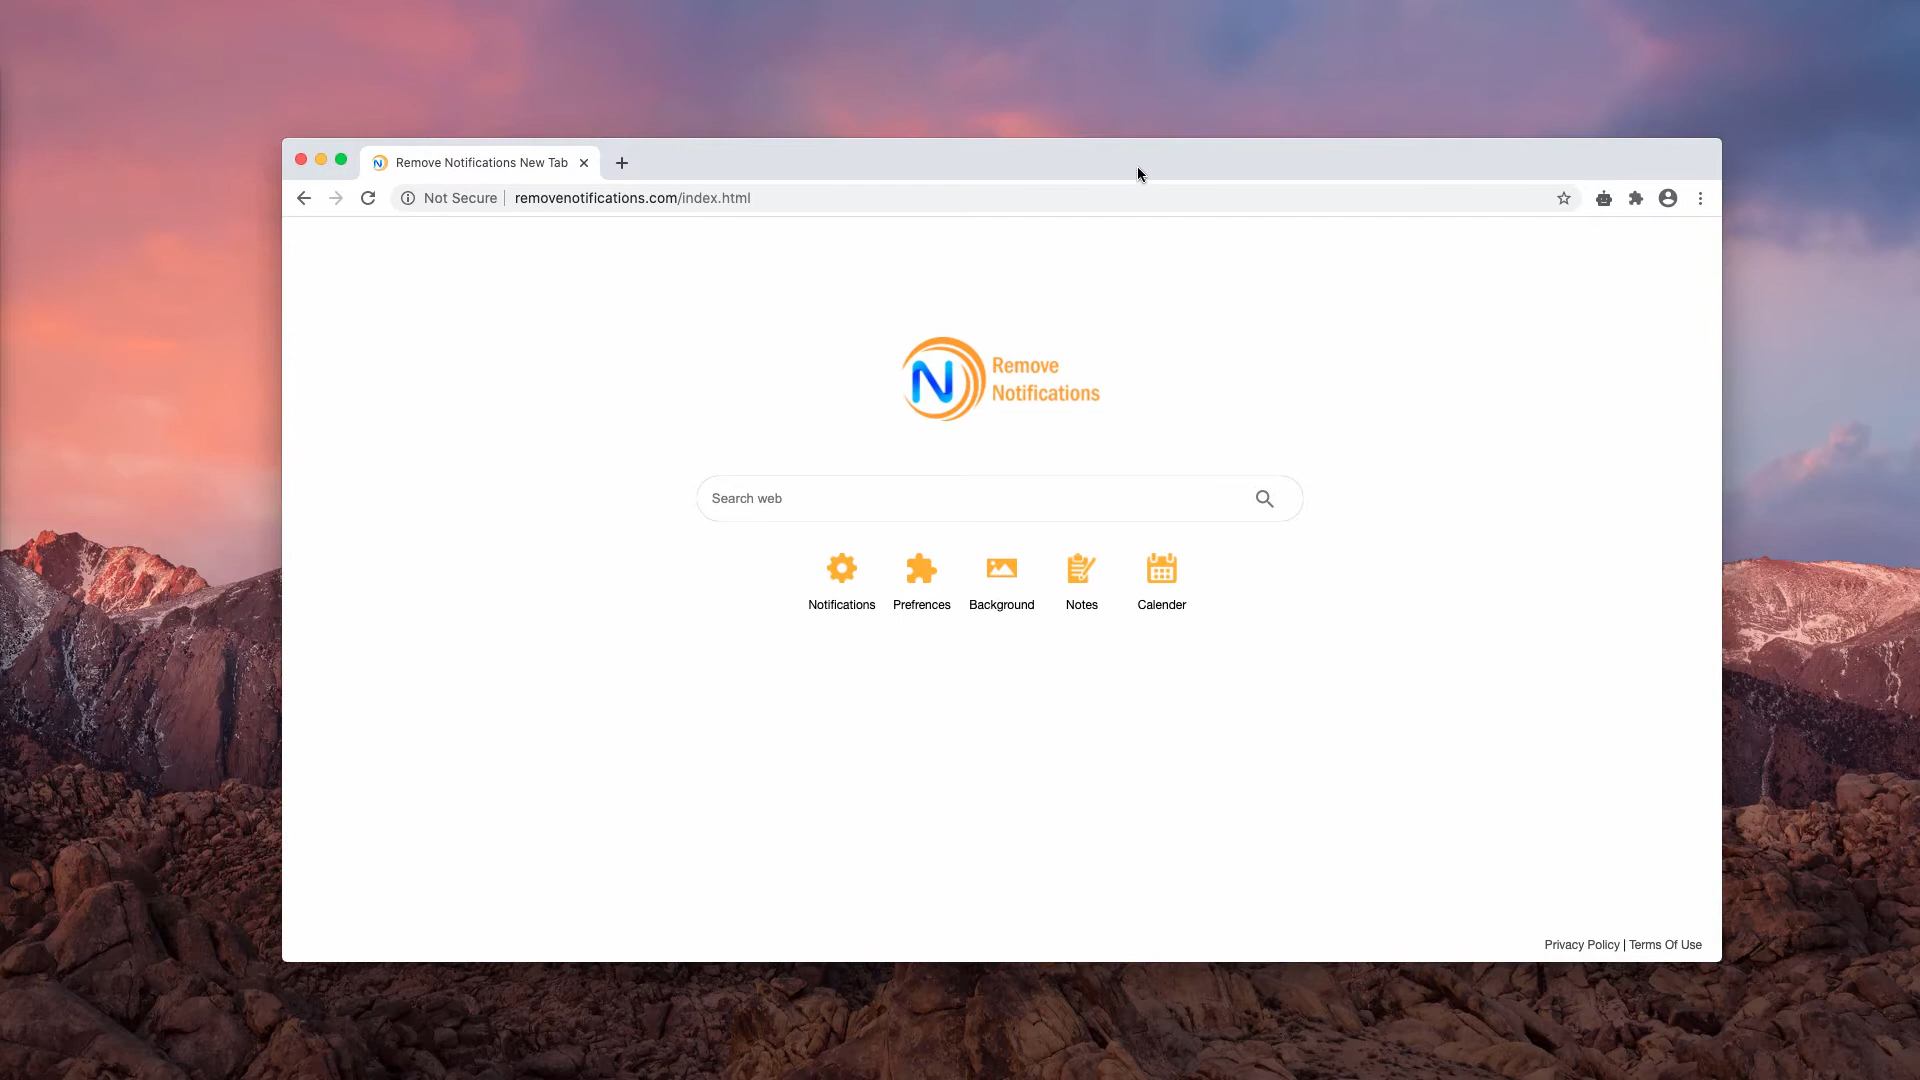 Remove Notifications New Tab
Not Secure
removenotifications.com/index.html
Remove
Notifications
Search web
Notifications Prefrences Background Notes Calender
Privacy Policy | Terms Of Use